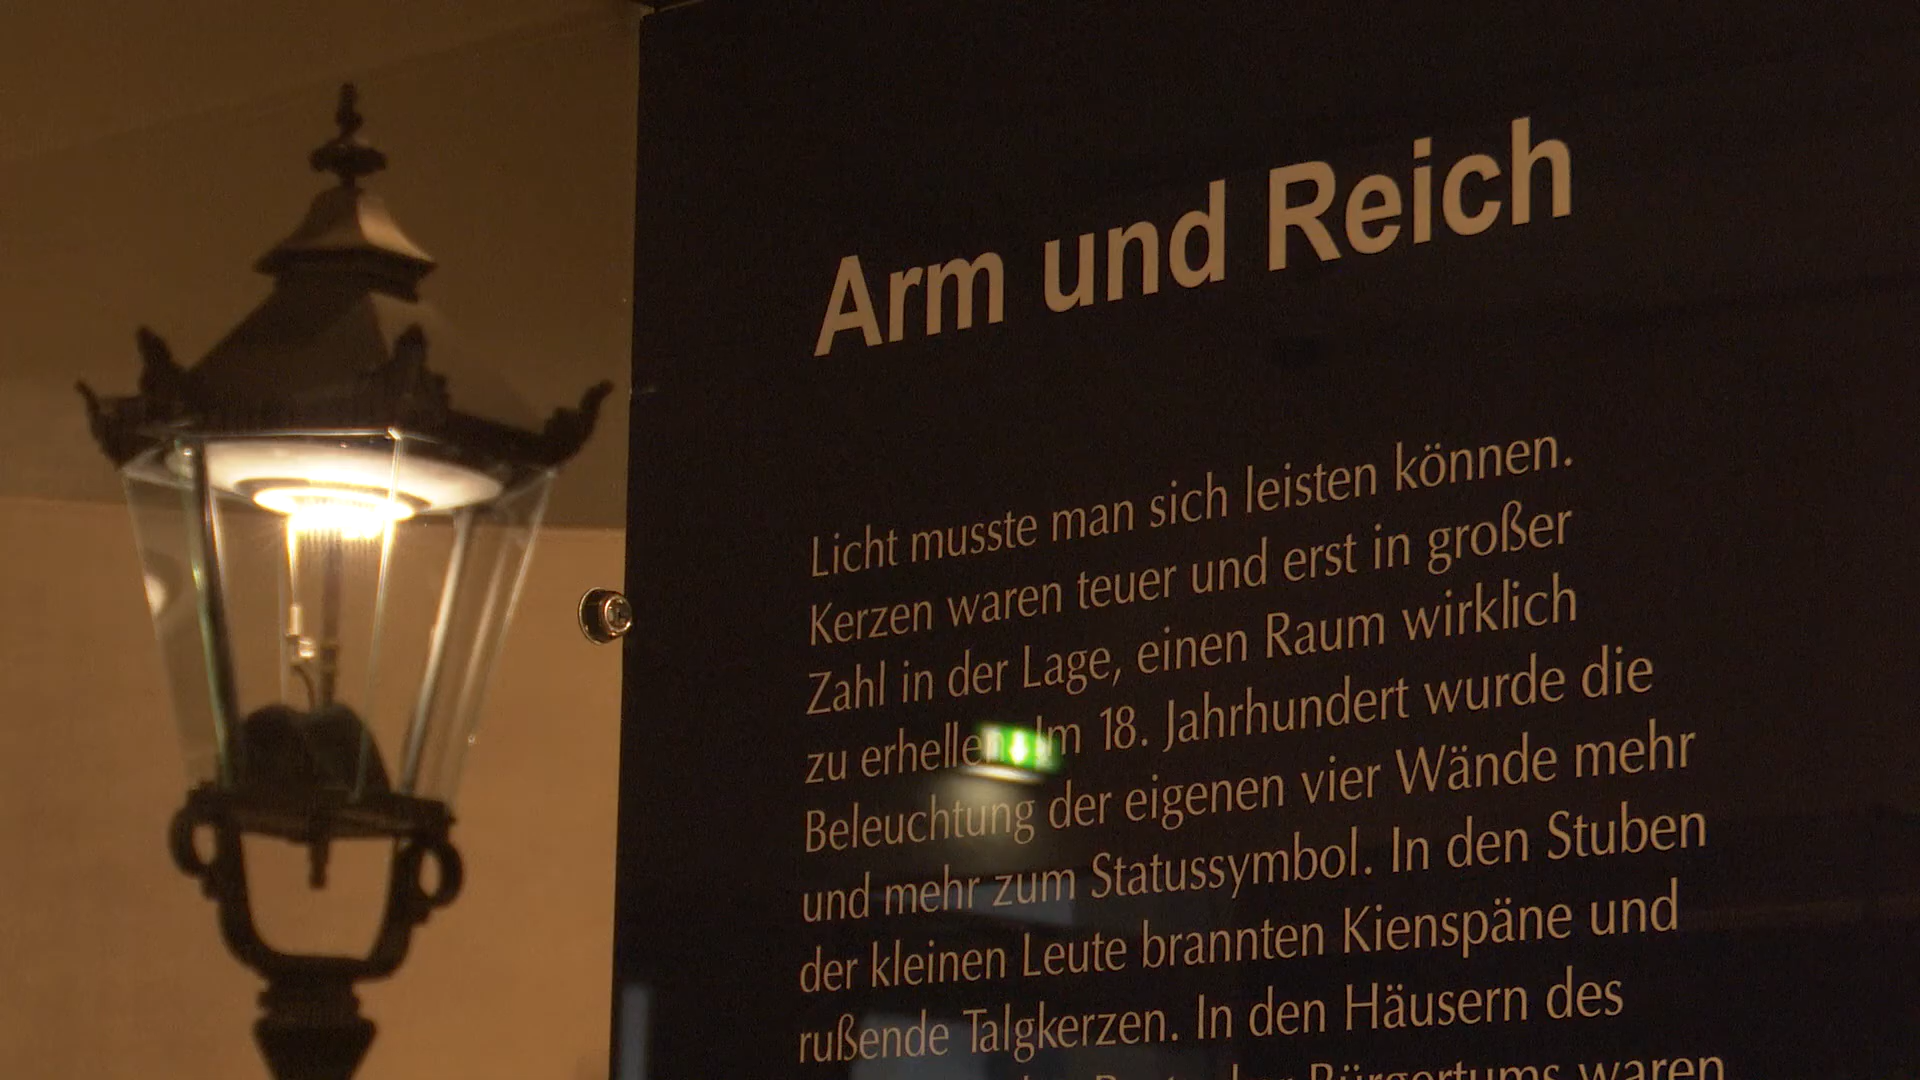 Arm und Reich
Licht musste man sich leisten können.
Kerzen waren teuer und erst in großer
Zahl in der Lage, einen Raum wirklich
zu erhellen. Im 18. Jahrhundert wurde die
Beleuchtung der eigenen vier Wände mehr
und mehr zum Statussymbol. In den Stuben
der kleinen Leute brannten Kienspäne und
rußende Talgkerzen. In den Häusern des
Bürgertums waren